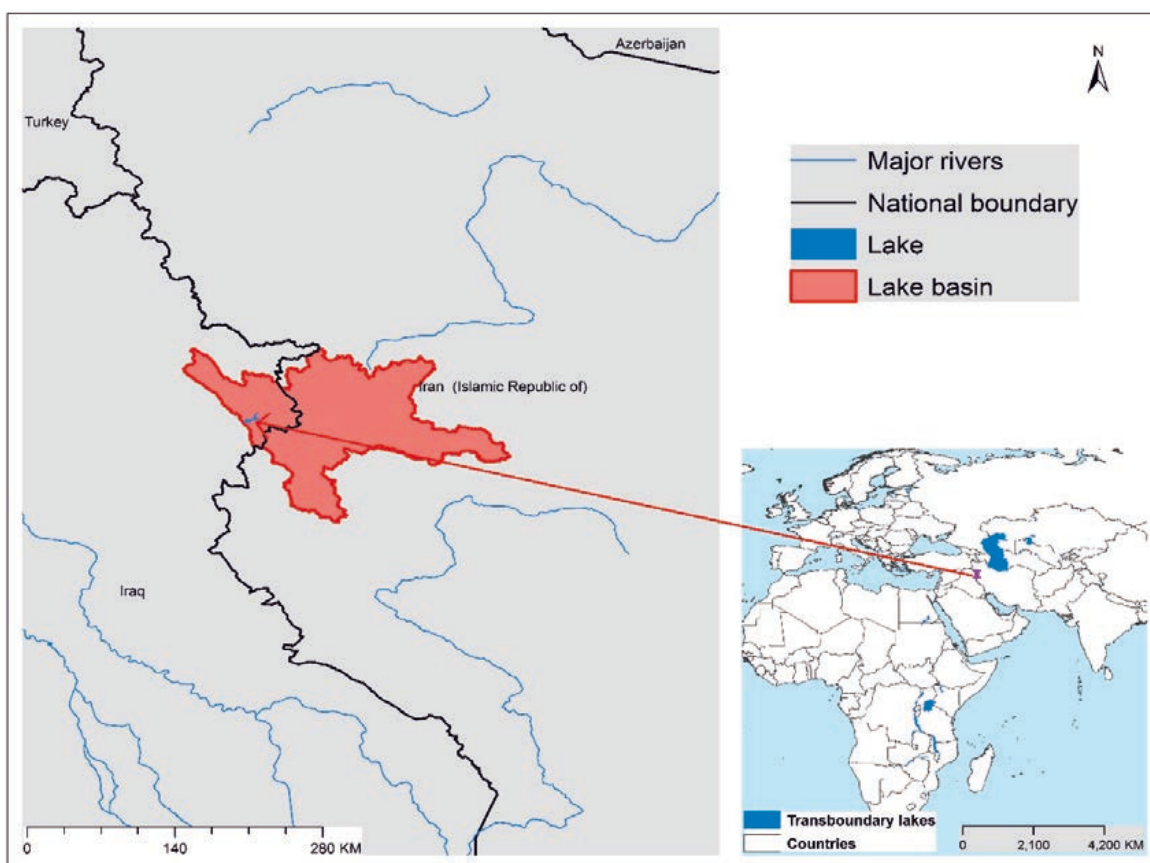 Azerbaijan
N
Turkey
Major rivers
National boundary
Lake
Lake basin
Iran (Islamic Republic of)
Iraq
0 140 280 KM
Transboundary lakes
Countries
0 2,100 4,200 KM